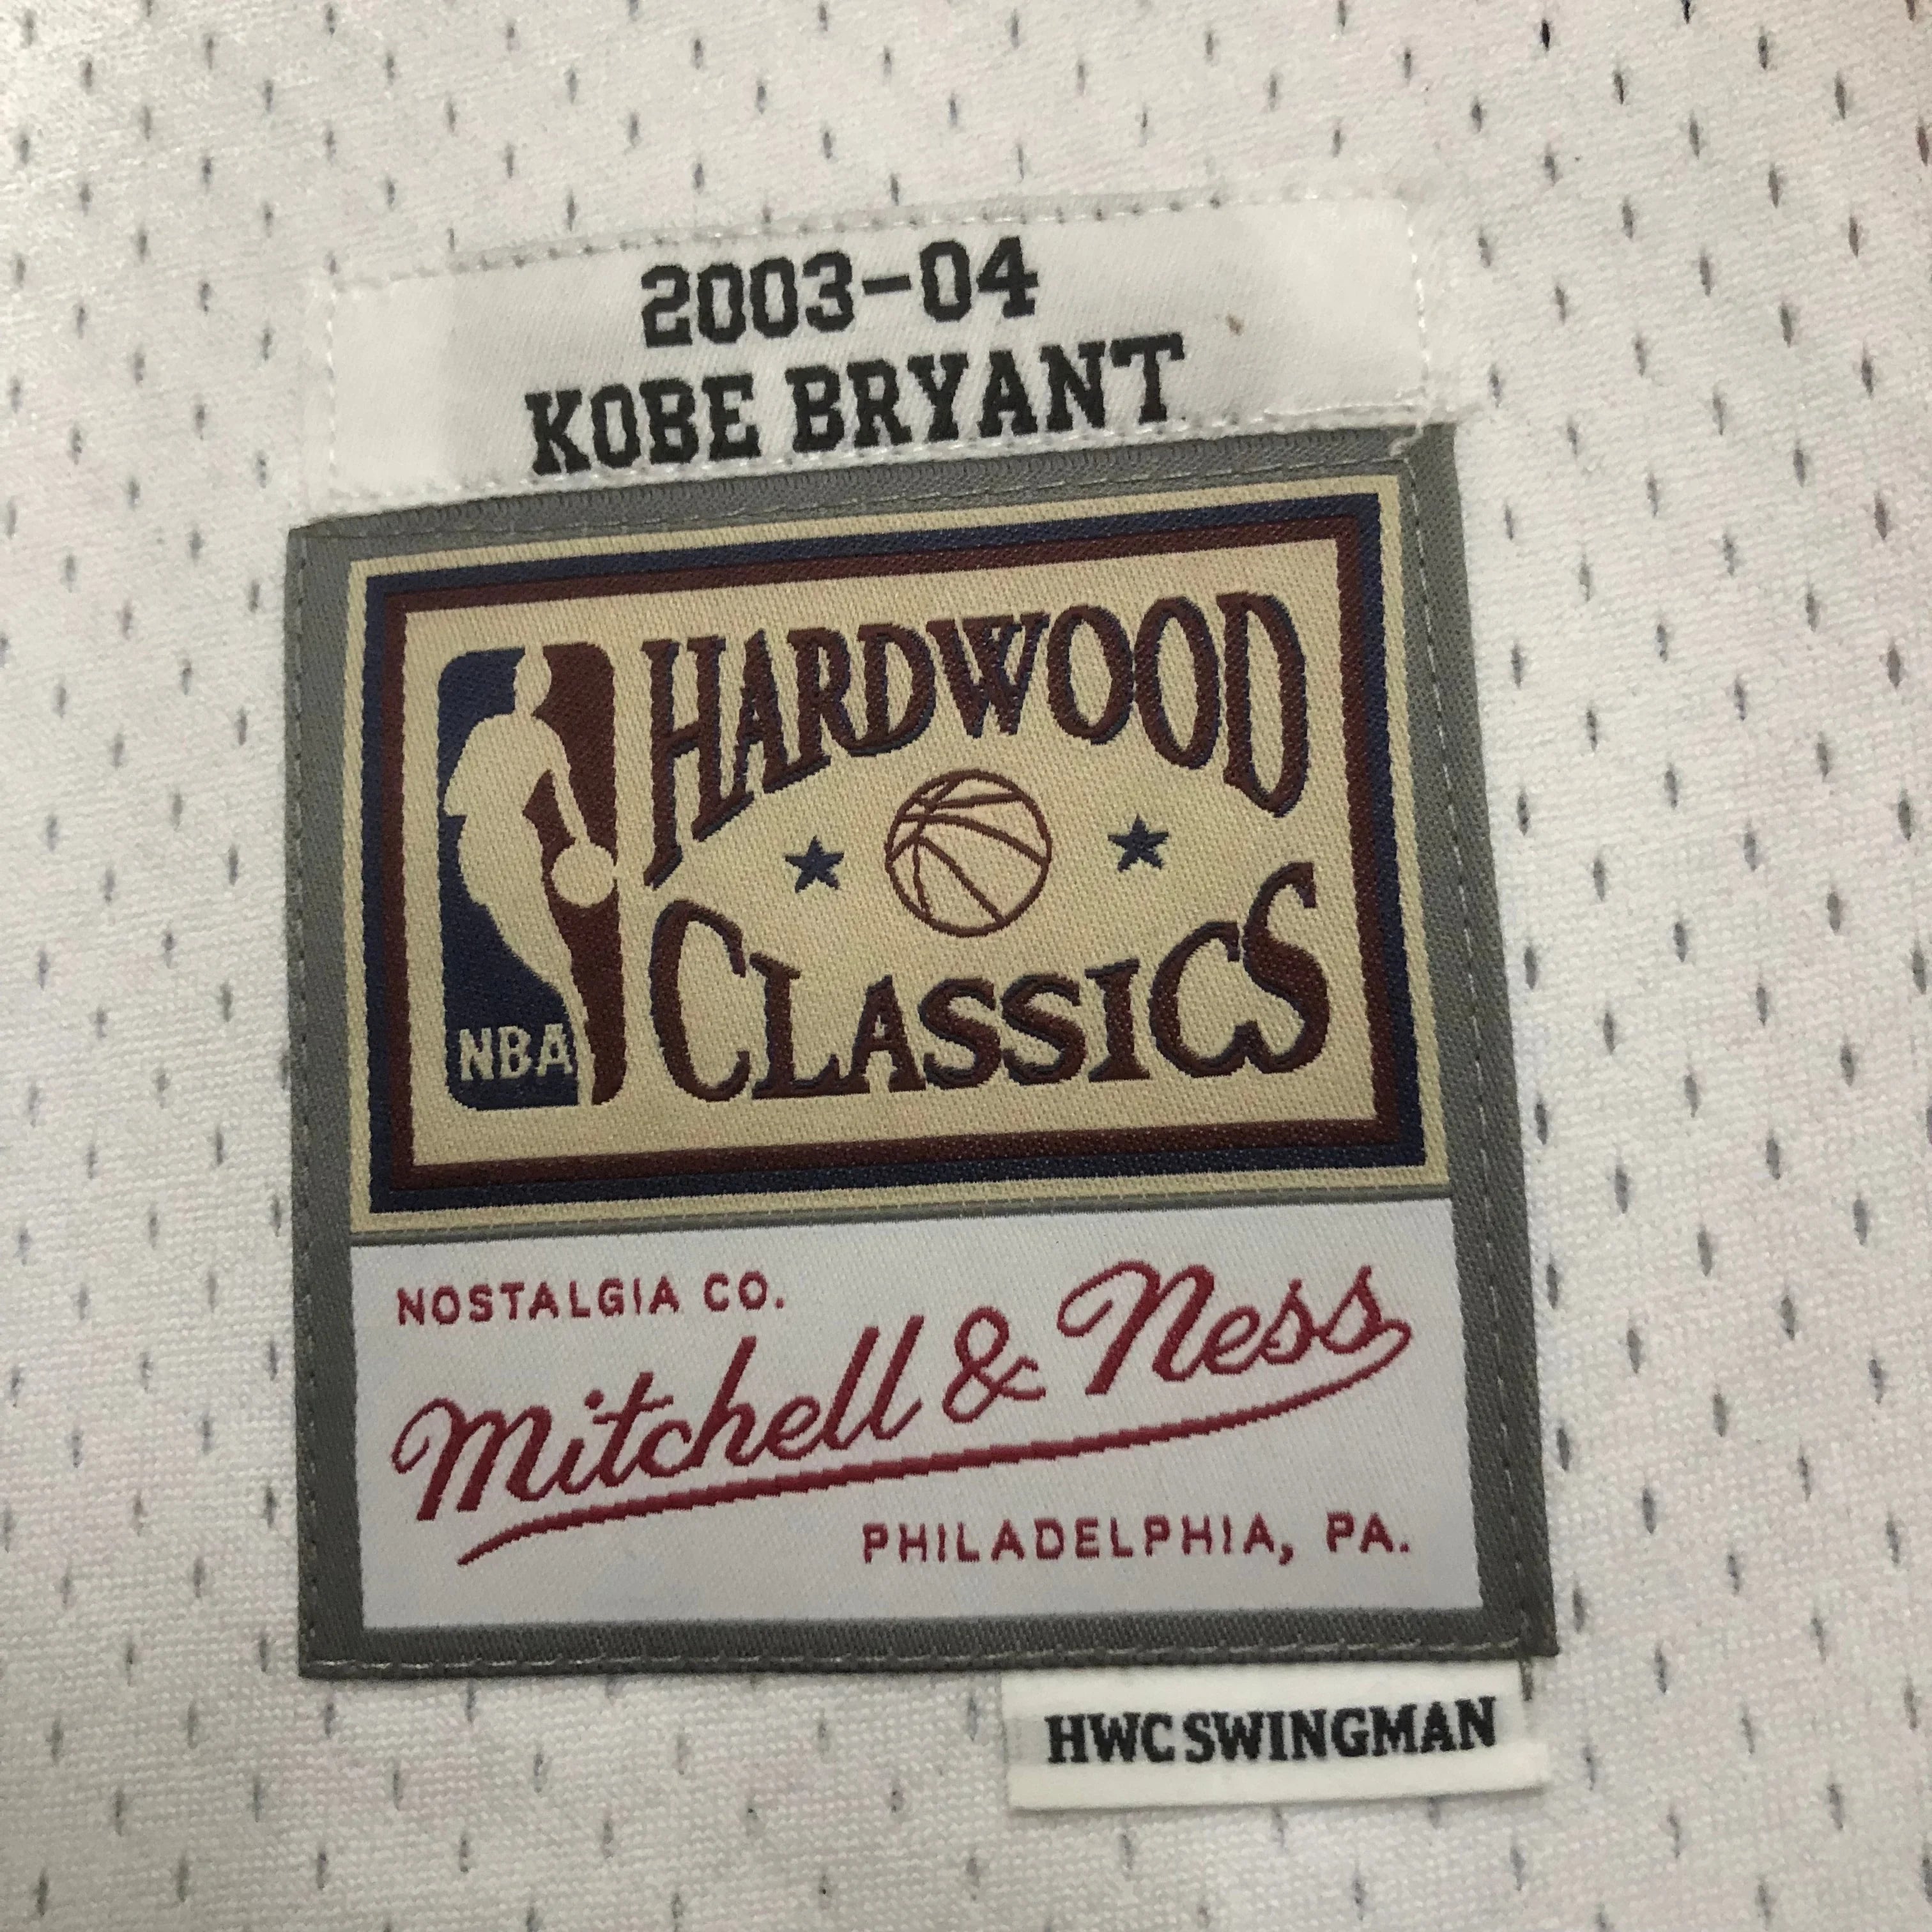 2003-04
KOBE BRYANT
HARDWOOD
CLASSICS
NBA
NOSTALGIA CO.
Mitchell & Ness
PHILADELPHIA, PA.
HWC SWINGMAN